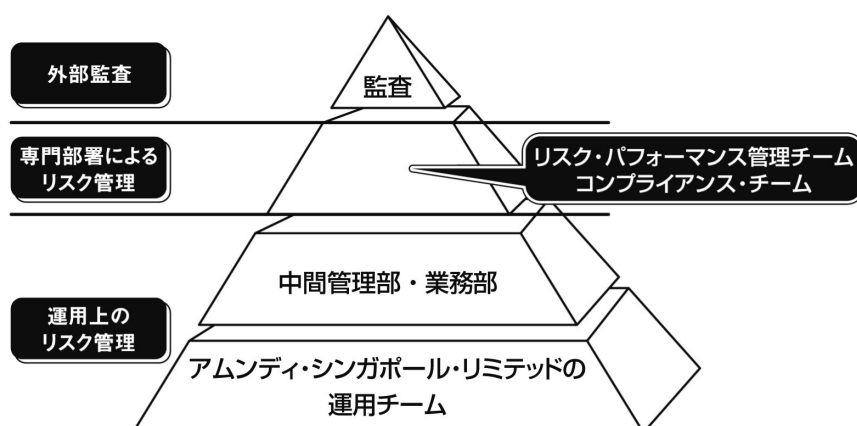 外部監査
監査
専門部署による
リスク管理
リスク・パフォーマンス管理チーム
コンプライアンス・チーム
中間管理部・業務部
運用上の
リスク管理
アムンディ・シンガポール・リミテッドの
運用チーム